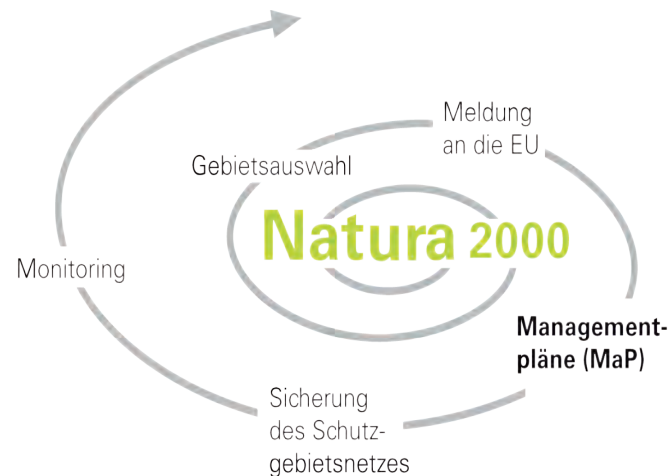 Meldung
an die EU
Gebietsauswahl
Natura 2000
Monitoring
Management-
pläne (MaP)
Sicherung
des Schutz-
gebietsnetzes